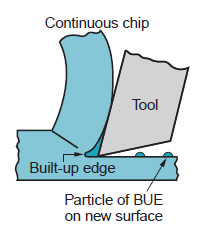 Continuous chip
Tool
Built-up edge
Particle of BUE
on new surface